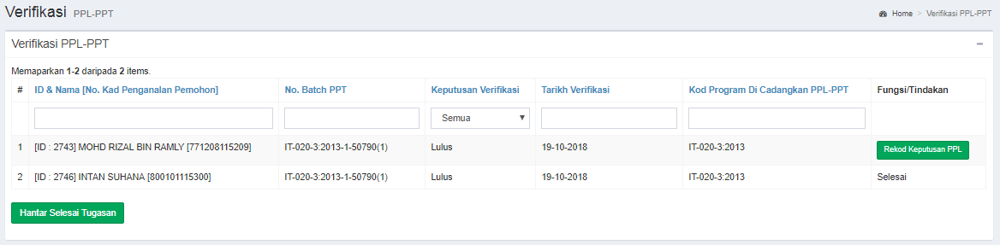 Verifikasi PPL-PPT
Home > Verifikasi PPL-PPT
Verifikasi PPL-PPT
Memaparkan 1-2 daripada 2 items.
# ID & Nama [No. Kad Penganalan Pemohon] No. Batch PPT Keputusan Verifikasi Tarikh Verifikasi Kod Program Di Cadangkan PPL-PPT Fungsi/Tindakan
Semua
1 [ID : 2743] MOHD RIZAL BIN RAMLY [771208115209] IT-020-3:2013-1-50790(1) Lulus 19-10-2018 IT-020-3:2013 Rekod Keputusan PPL
2 [ID : 2746] INTAN SUHANA [800101115300] IT-020-3:2013-1-50790(1) Lulus 19-10-2018 IT-020-3:2013 Selesai
Hantar Selesai Tugasan